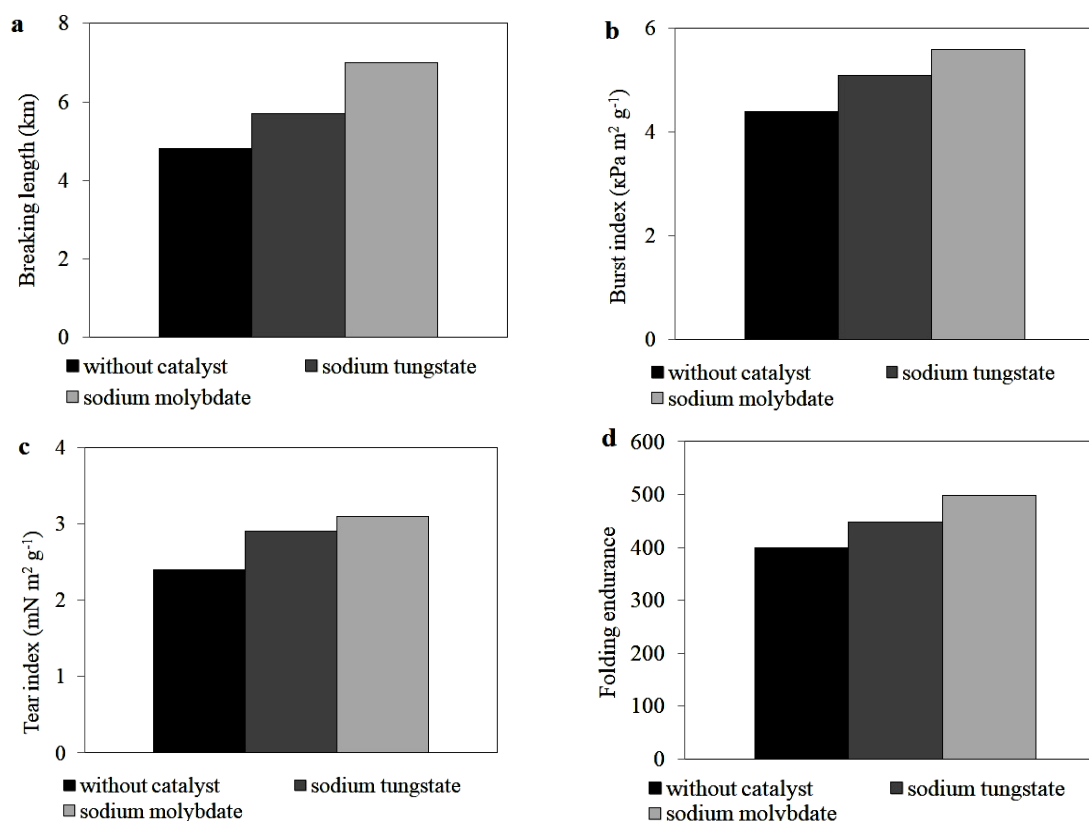 a
Breaking length (km)
8
6
4
2
0
without catalyst sodium tungstate
sodium molybdate
b
Burst index (кPa m² g⁻¹)
6
4
2
0
without catalyst sodium tungstate
sodium molybdate
c
Tear index (mN m² g⁻¹)
4
3
2
1
0
without catalyst sodium tungstate
sodium molybdate
d
Folding endurance
600
500
400
300
200
100
0
without catalyst sodium tungstate
sodium molybdate